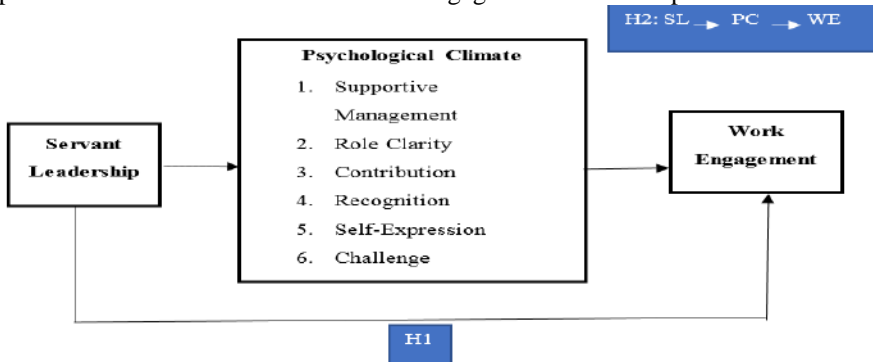 H2: SL → PC → WE
Psychological Climate
1. Supportive
Management
2. Role Clarity
3. Contribution
4. Recognition
5. Self-Expression
6. Challenge
Servant
Leadership
Work
Engagement
H1